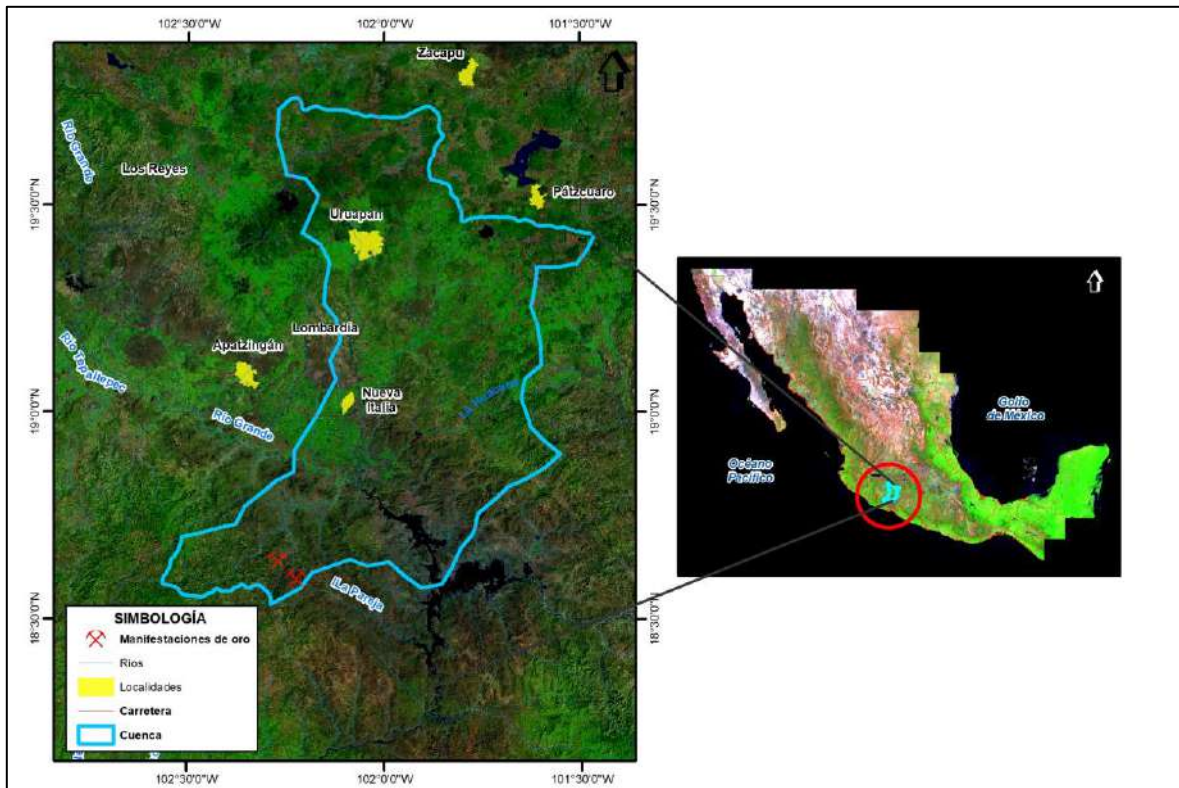 102°30'0"W
102°0'0"W
101°30'0"W
Zacapu
Río Grande
Los Reyes
Pátzcuaro
19°30'0"N
19°30'0"N
Uruapan
Lombardía
Apatzingán
Río Tepaltepec
Nueva
Italia
Río Grande
19°0'0"N
19°0'0"N
La Pareja
18°30'0"N
18°30'0"N
SIMBOLOGÍA
Manifestaciones de oro
Ríos
Localidades
Carretera
Cuenca
102°30'0"W
102°0'0"W
101°30'0"W
Golfo
de México
Océano
Pacífico